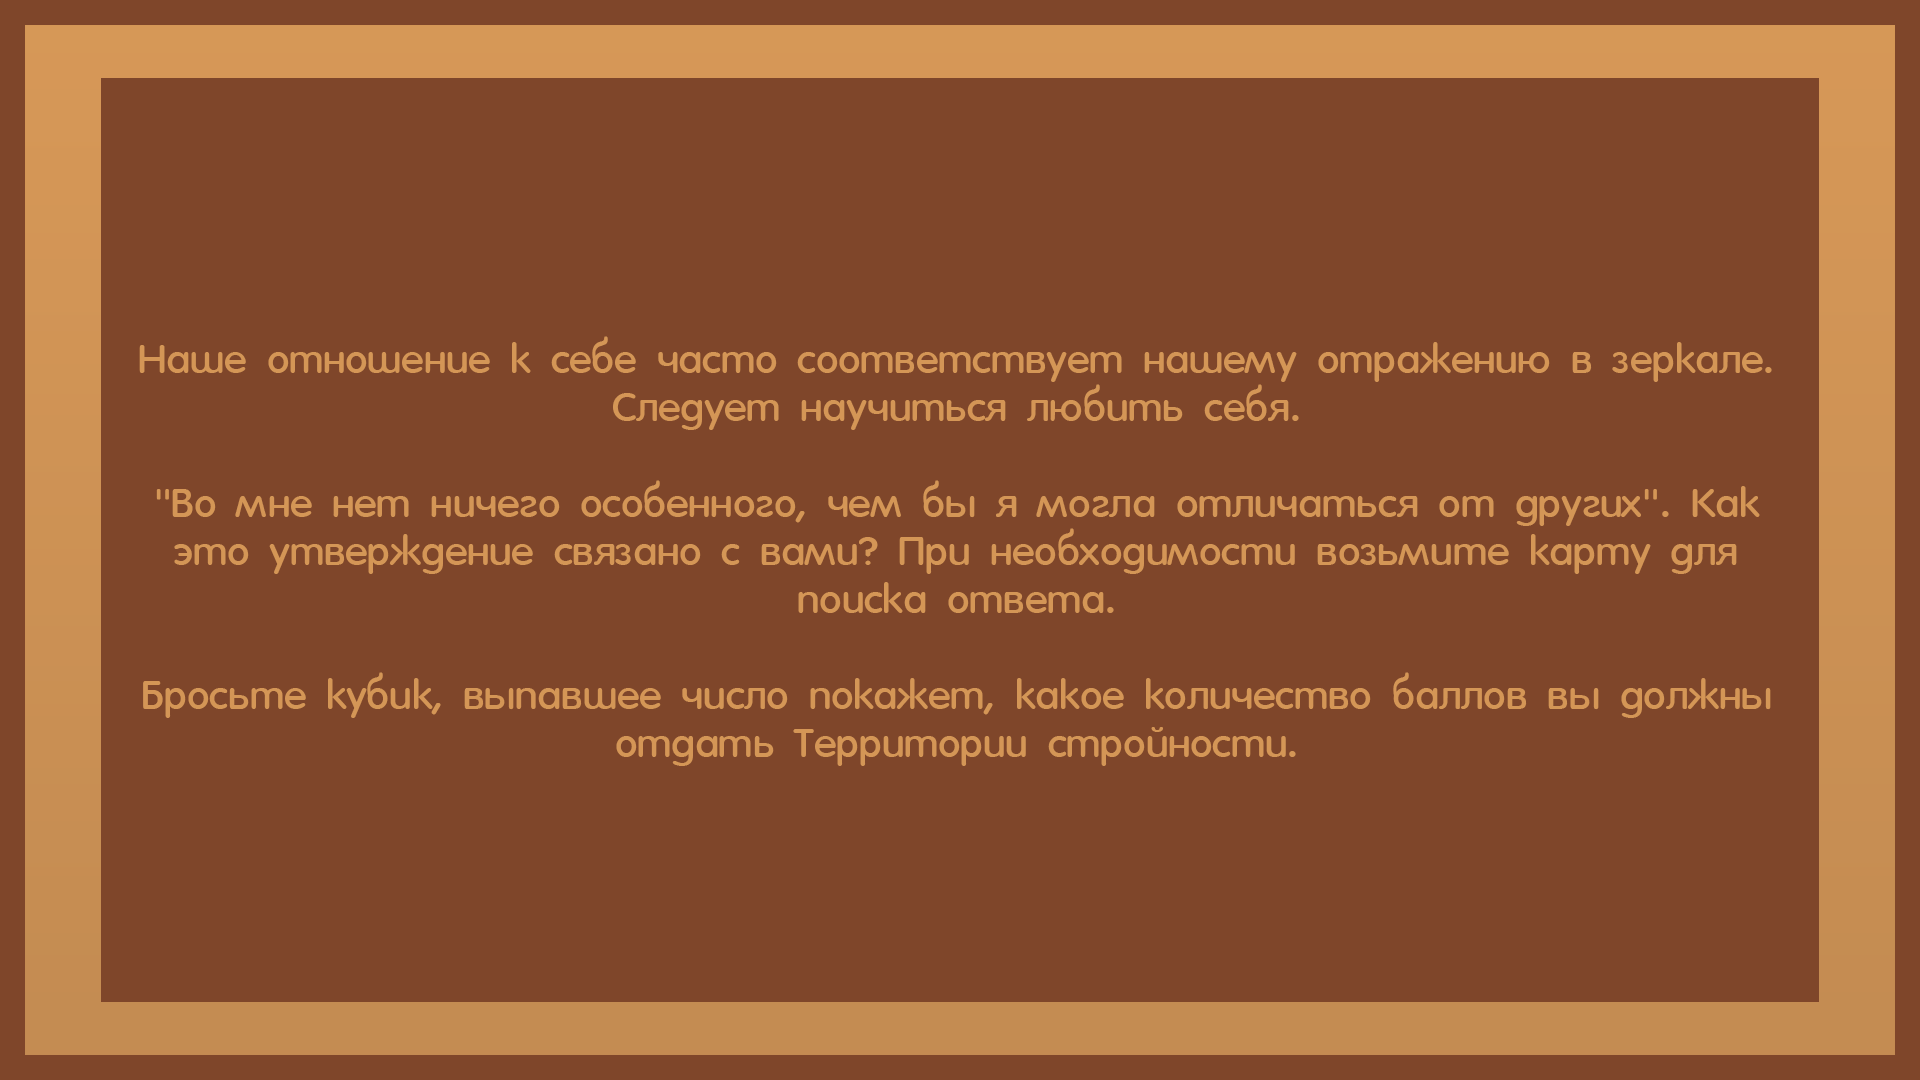 Наше отношение к себе часто соответствует нашему отражению в зеркале.
Следует научиться любить себя.
"Во мне нет ничего особенного, чем бы я могла отличаться от других". Как
это утверждение связано с вами? При необходимости возьмите карту для
поиска ответа.
Бросьте кубик, выпавшее число покажет, какое количество баллов вы должны
отдать Территории стройности.